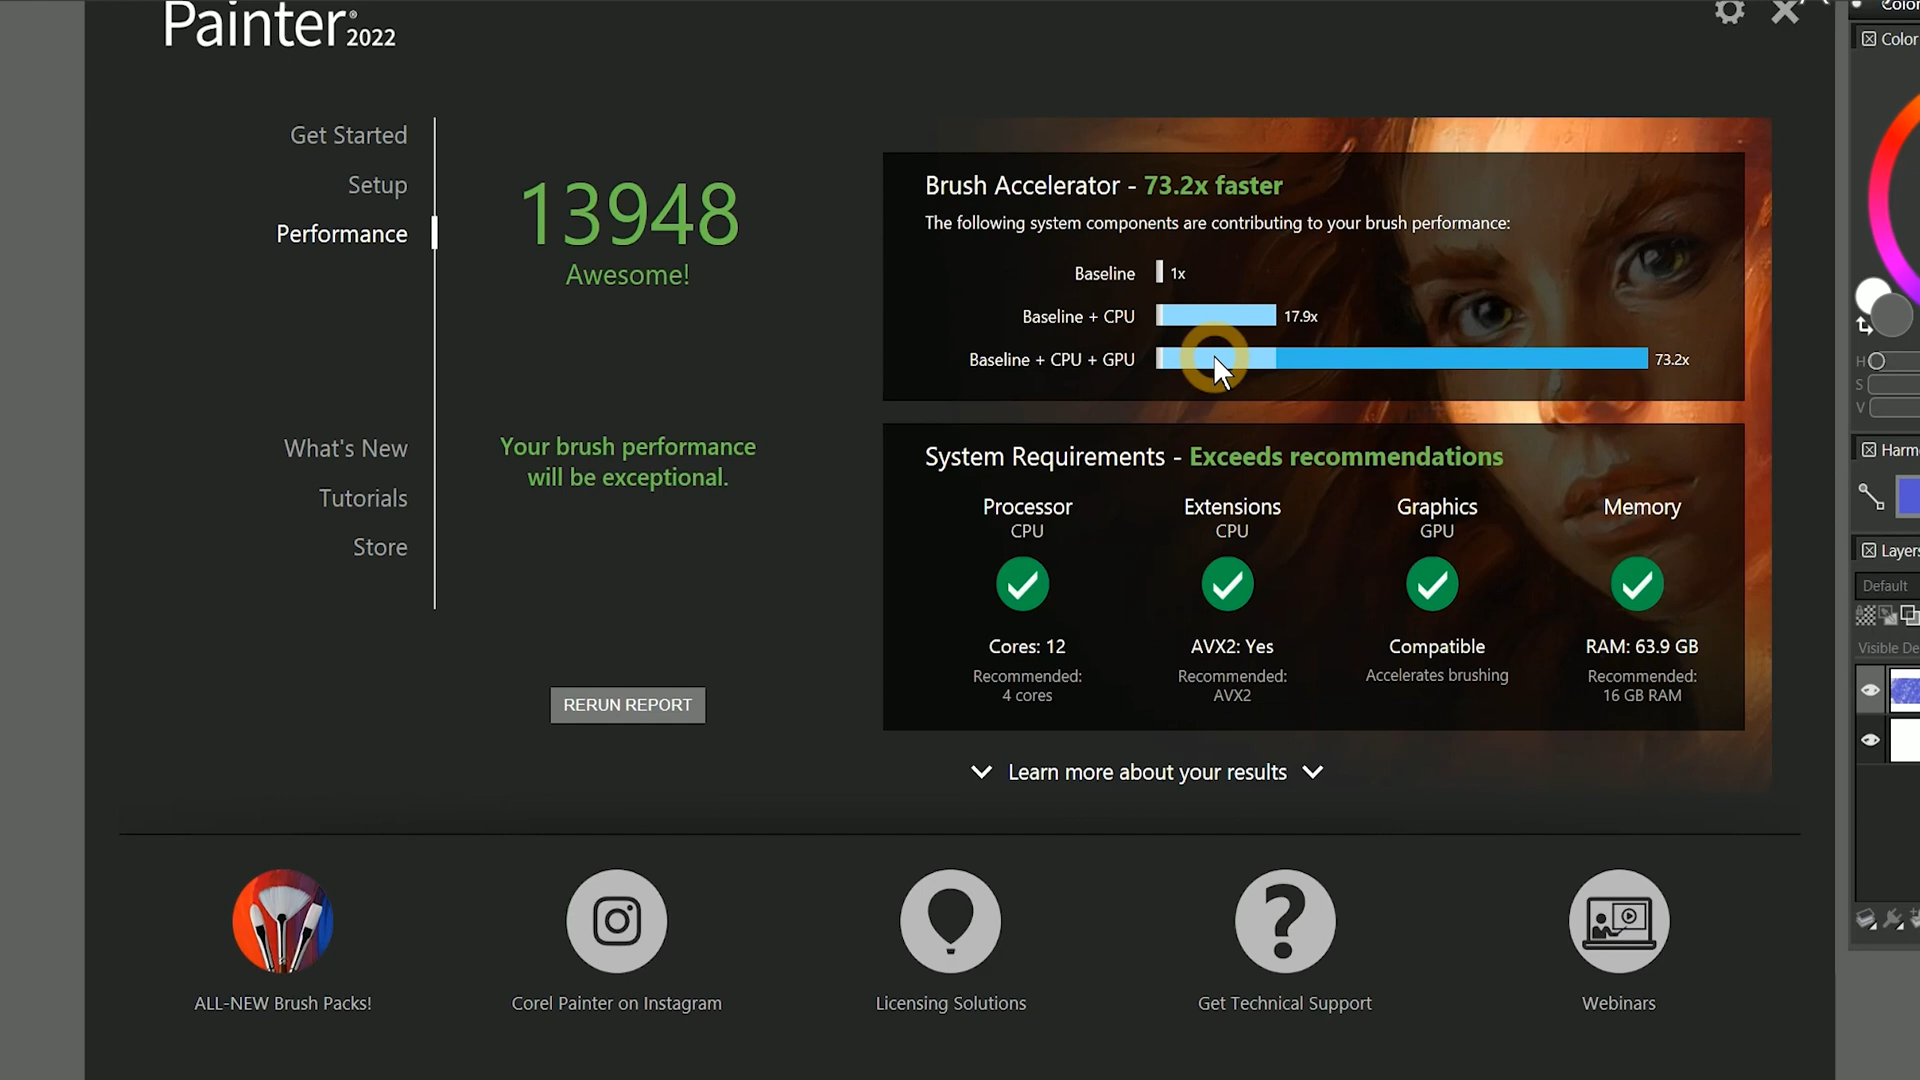 Painter® 2022
Get Started
Setup
Performance
What's New
Tutorials
Store
13948
Awesome!
Your brush performance
will be exceptional.
RERUN REPORT
Brush Accelerator - 73.2x faster
The following system components are contributing to your brush performance:
Baseline 1x
Baseline + CPU 17.9x
Baseline + CPU + GPU 73.2x
System Requirements - Exceeds recommendations
Processor Extensions Graphics Memory
CPU CPU GPU
Cores: 12 AVX2: Yes Compatible RAM: 63.9 GB
Recommended: Recommended: Accelerates brushing Recommended:
4 cores AVX2 16 GB RAM
Learn more about your results
ALL-NEW Brush Packs! Corel Painter on Instagram Licensing Solutions Get Technical Support Webinars
Color
Color
H
S
V
Harm
Layers
Default
Visible De